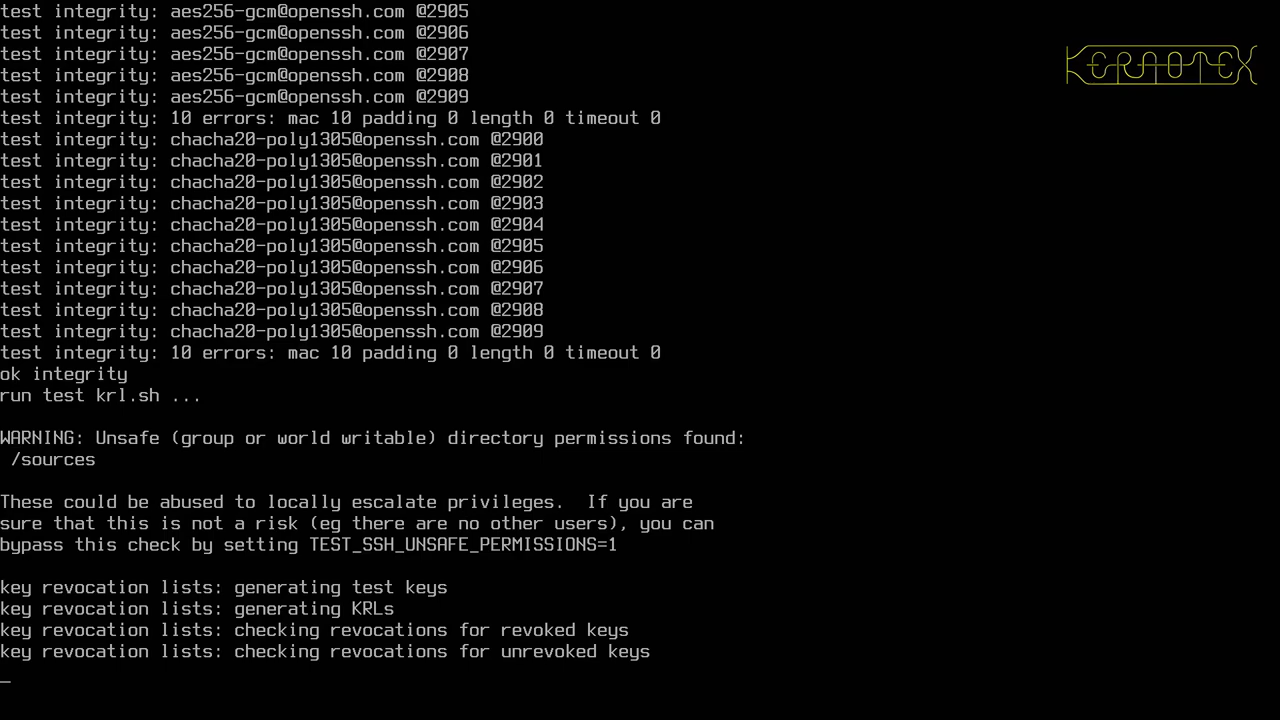 test integrity: aes256-gcm@openssh.com @2905
test integrity: aes256-gcm@openssh.com @2906
test integrity: aes256-gcm@openssh.com @2907
test integrity: aes256-gcm@openssh.com @2908
test integrity: aes256-gcm@openssh.com @2909
test integrity: 10 errors: mac 10 padding 0 length 0 timeout 0
test integrity: chacha20-poly1305@openssh.com @2900
test integrity: chacha20-poly1305@openssh.com @2901
test integrity: chacha20-poly1305@openssh.com @2902
test integrity: chacha20-poly1305@openssh.com @2903
test integrity: chacha20-poly1305@openssh.com @2904
test integrity: chacha20-poly1305@openssh.com @2905
test integrity: chacha20-poly1305@openssh.com @2906
test integrity: chacha20-poly1305@openssh.com @2907
test integrity: chacha20-poly1305@openssh.com @2908
test integrity: chacha20-poly1305@openssh.com @2909
test integrity: 10 errors: mac 10 padding 0 length 0 timeout 0
ok integrity
run test krl.sh ...
WARNING: Unsafe (group or world writable) directory permissions found:
/sources
These could be abused to locally escalate privileges.  If you are
sure that this is not a risk (eg there are no other users), you can
bypass this check by setting TEST_SSH_UNSAFE_PERMISSIONS=1
key revocation lists: generating test keys
key revocation lists: generating KRLs
key revocation lists: checking revocations for revoked keys
key revocation lists: checking revocations for unrevoked keys
_
KERAOTEX